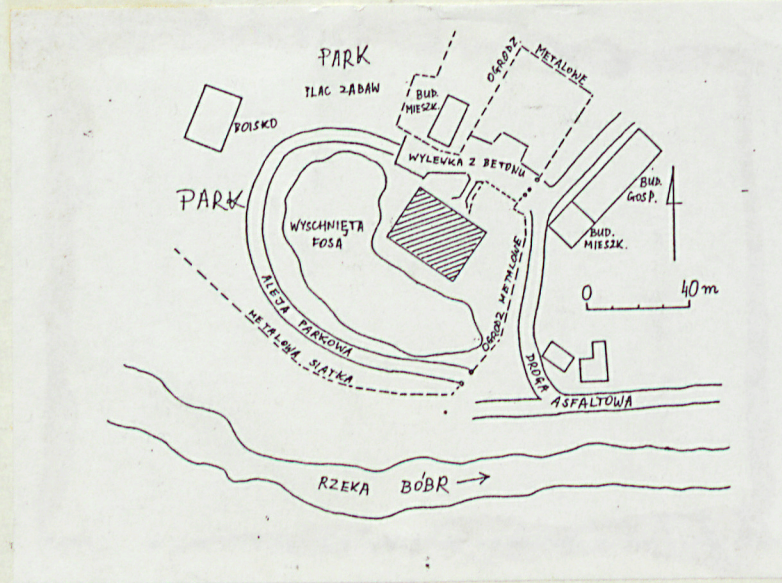 PARK
PLAC ZABAW
BUD.
MIESZK.
OGRODZ. METALOWE
BOISKO
WYLEWKA Z BETONU
PARK
BUD.
GOSP.
WYSCHNIĘTA
FOSA
BUD.
MIESZK.
OGRODZ METALOWE
0 40 m
ALEJA PARKOWA
METALOWA SIATKA
DROGA
ASFALTOWA
RZEKA BÓBR